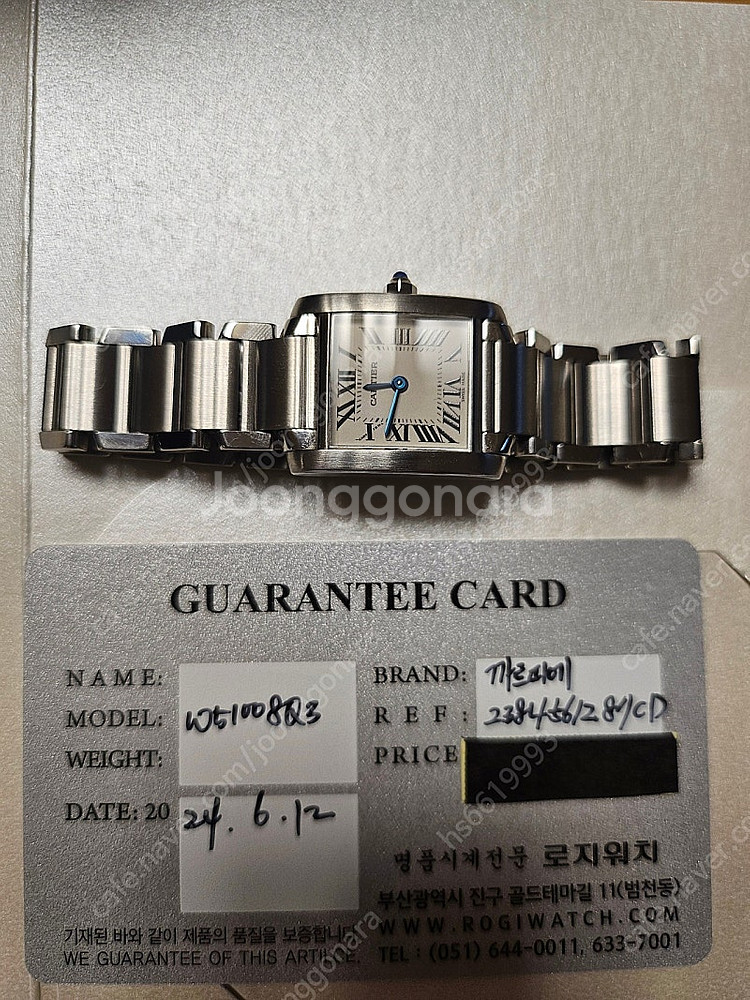 CARTIER
SWISS MADE
Joonggonara
GUARANTEE CARD
NAME:
MODEL: W51008Q3
WEIGHT:
DATE: 20 24. 6. 12
BRAND: 까르띠에
REF: 2384
PRICE
명품시계전문 로지워치
부산광역시 진구 골드테마길 11(범천동)
WWW.ROGIWATCH.COM
TEL : (051) 644-0011, 633-7001
기재된 바와 같이 제품의 품질을 보증합니다.
WE GUARANTEE OF THIS ARTILCE.